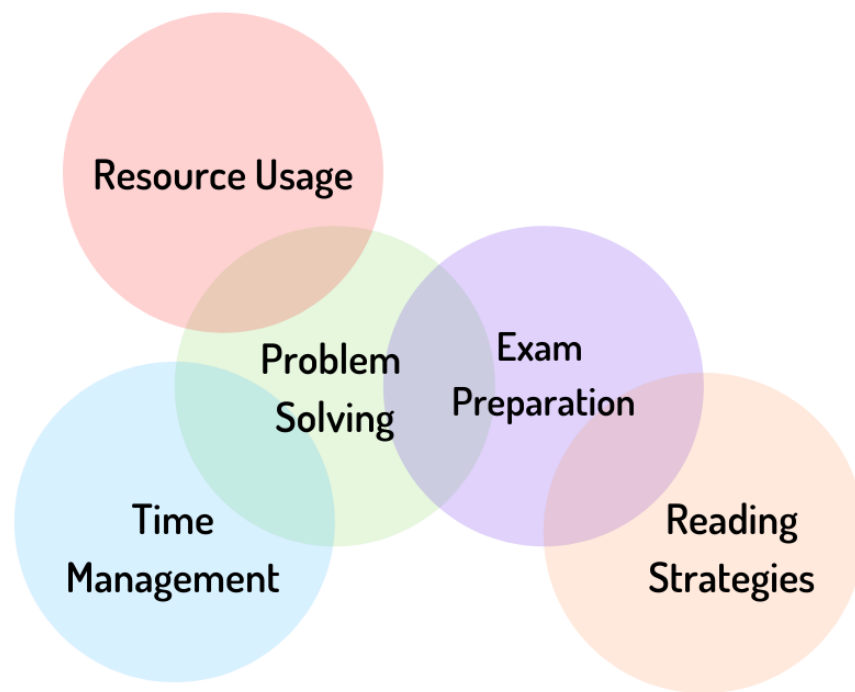 Resource Usage
Problem
Solving
Exam
Preparation
Time
Management
Reading
Strategies